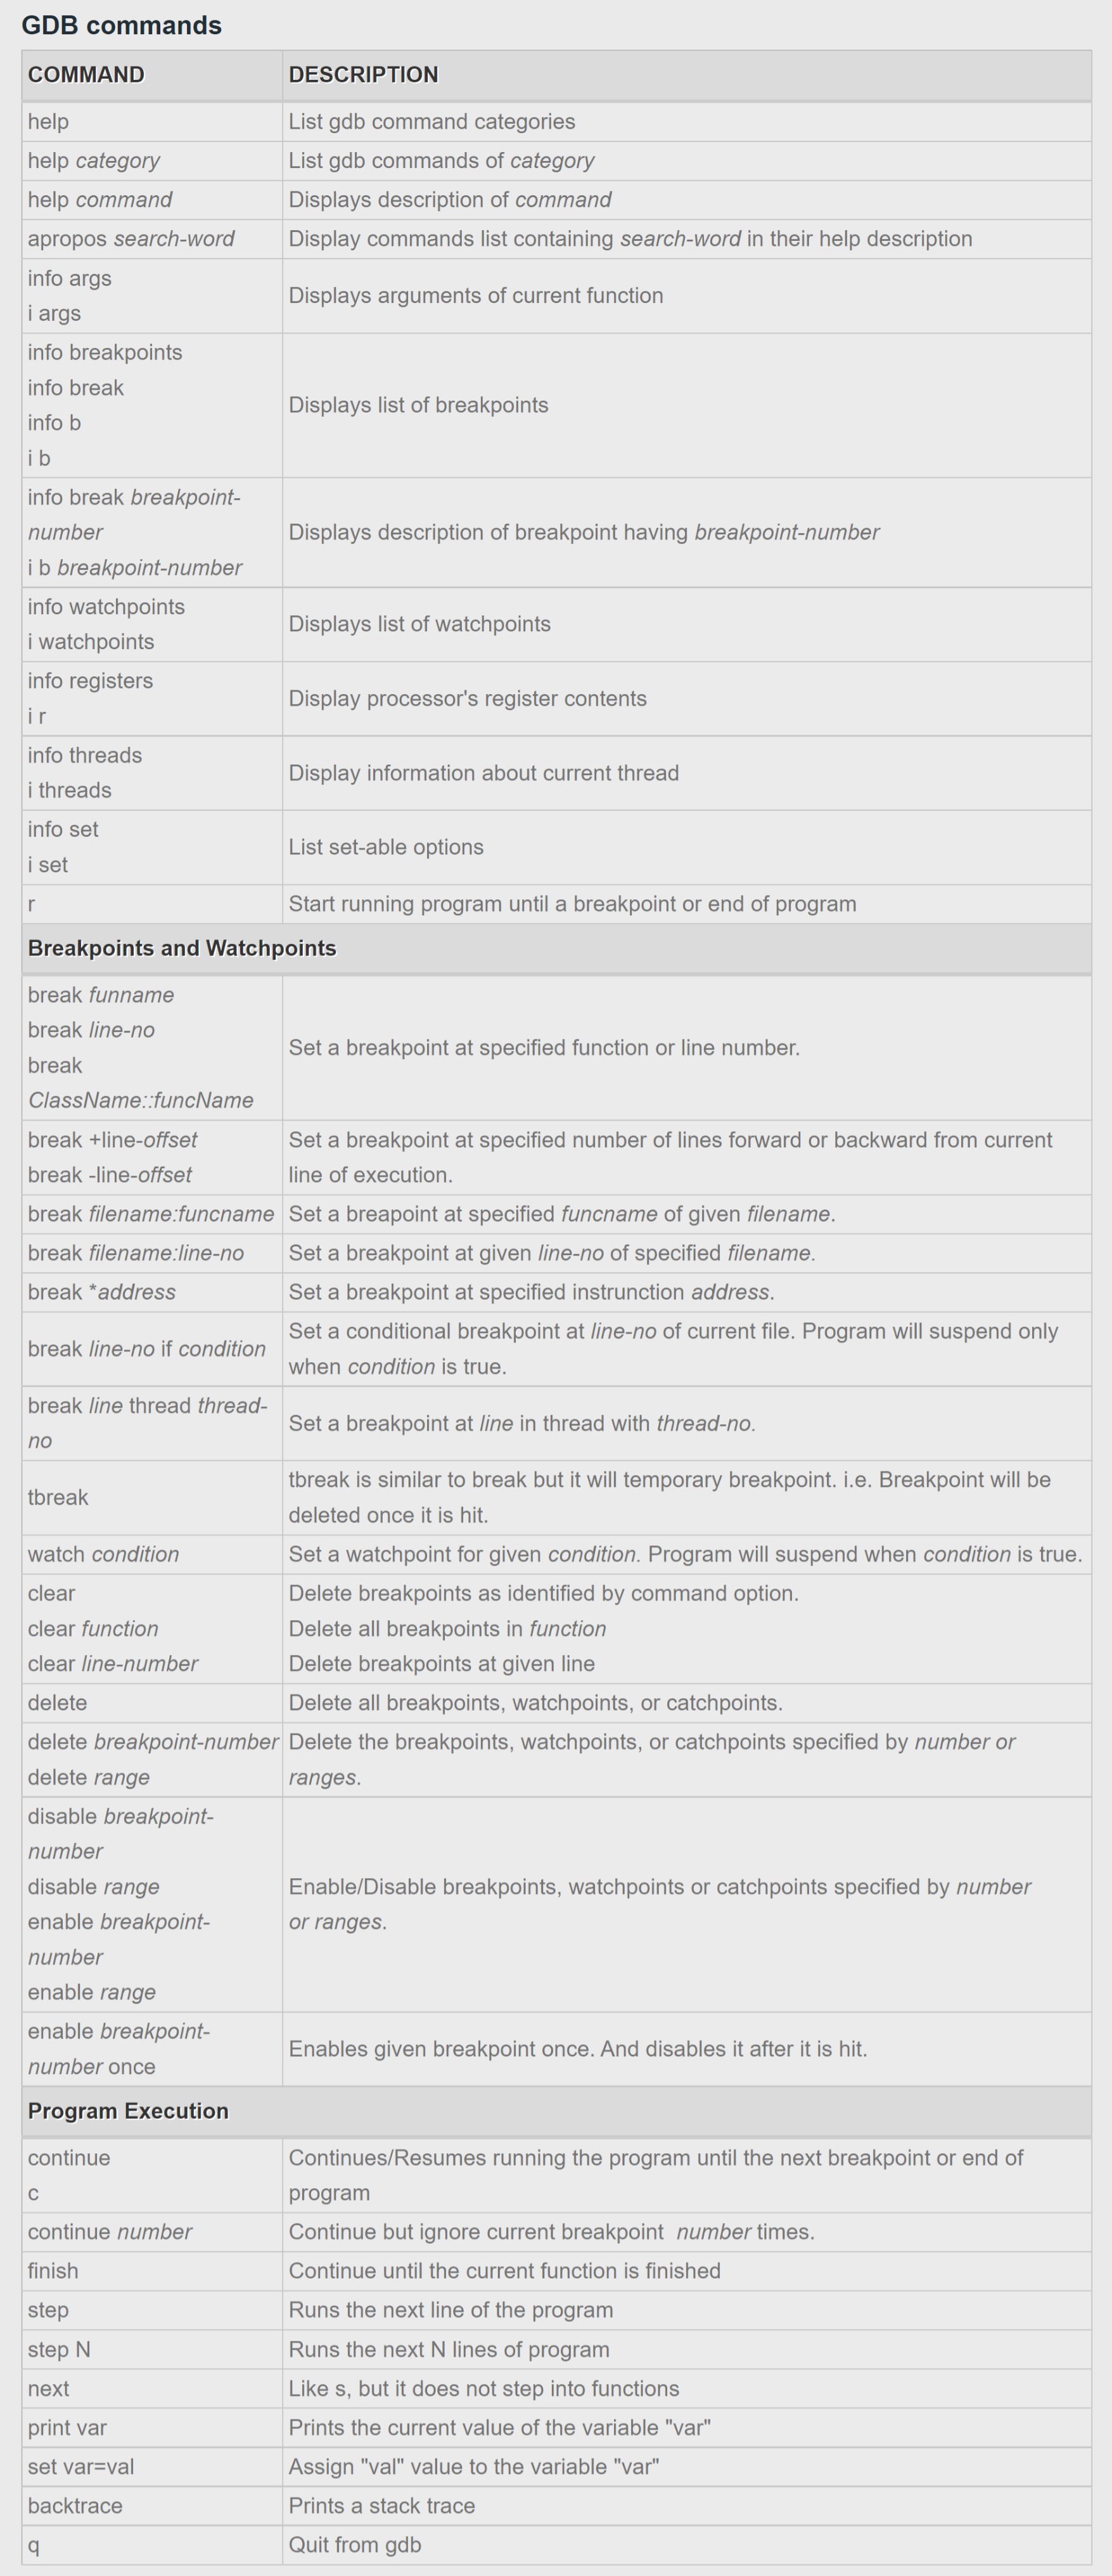 GDB commands
COMMAND DESCRIPTION
help List gdb command categories
help category List gdb commands of category
help command Displays description of command
apropos search-word Display commands list containing search-word in their help description
info args
i args
Displays arguments of current function
info breakpoints
info break
info b
i b
Displays list of breakpoints
info break breakpoint-
number
i b breakpoint-number
Displays description of breakpoint having breakpoint-number
info watchpoints
i watchpoints
Displays list of watchpoints
info registers
i r
Display processor's register contents
info threads
i threads
Display information about current thread
info set
i set
List set-able options
r Start running program until a breakpoint or end of program
Breakpoints and Watchpoints
break funname
break line-no
break
ClassName::funcName
Set a breakpoint at specified function or line number.
break +line-offset
break -line-offset
Set a breakpoint at specified number of lines forward or backward from current
line of execution.
break filename:funcname Set a breapoint at specified funcname of given filename.
break filename:line-no Set a breakpoint at given line-no of specified filename.
break *address Set a breakpoint at specified instrunction address.
break line-no if condition
Set a conditional breakpoint at line-no of current file. Program will suspend only
when condition is true.
break line thread thread-
no
Set a breakpoint at line in thread with thread-no.
tbreak
tbreak is similar to break but it will temporary breakpoint. i.e. Breakpoint will be
deleted once it is hit.
watch condition Set a watchpoint for given condition. Program will suspend when condition is true.
clear
clear function
clear line-number
Delete breakpoints as identified by command option.
Delete all breakpoints in function
Delete breakpoints at given line
delete Delete all breakpoints, watchpoints, or catchpoints.
delete breakpoint-number
delete range
Delete the breakpoints, watchpoints, or catchpoints specified by number or
ranges.
disable breakpoint-
number
disable range
enable breakpoint-
number
enable range
Enable/Disable breakpoints, watchpoints or catchpoints specified by number
or ranges.
enable breakpoint-
number once
Enables given breakpoint once. And disables it after it is hit.
Program Execution
continue
c
Continues/Resumes running the program until the next breakpoint or end of
program
continue number Continue but ignore current breakpoint number times.
finish Continue until the current function is finished
step Runs the next line of the program
step N Runs the next N lines of program
next Like s, but it does not step into functions
print var Prints the current value of the variable "var"
set var=val Assign "val" value to the variable "var"
backtrace Prints a stack trace
q Quit from gdb